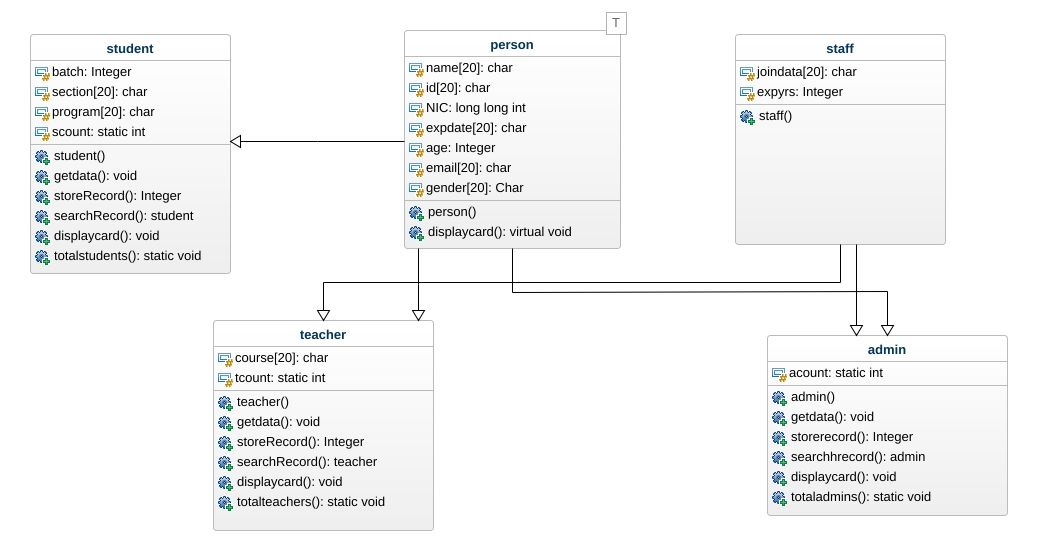 student
batch: Integer
section[20]: char
program[20]: char
scount: static int
student()
getdata(): void
storeRecord(): Integer
searchRecord(): student
displaycard(): void
totalstudents(): static void
T
person
name[20]: char
id[20]: char
NIC: long long int
expdate[20]: char
age: Integer
email[20]: char
gender[20]: Char
person()
displaycard(): virtual void
staff
joindata[20]: char
expyrs: Integer
staff()
teacher
course[20]: char
tcount: static int
teacher()
getdata(): void
storeRecord(): Integer
searchRecord(): teacher
displaycard(): void
totalteachers(): static void
admin
acount: static int
admin()
getdata(): void
storerecord(): Integer
searchhrecord(): admin
displaycard(): void
totaladmins(): static void